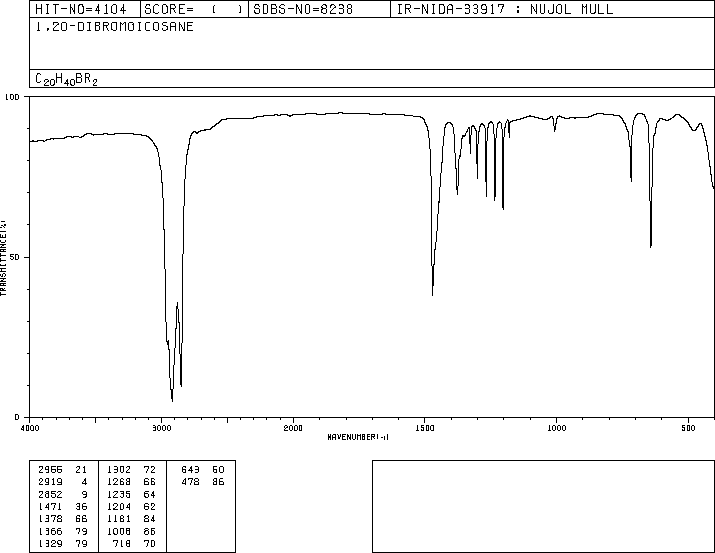 HIT-NO=4104 SCORE= ( ) SDBS-NO=8238 IR-NIDA-33917 : NUJOL MULL
1,20-DIBROMOICOSANE
C20H40BR2
100
50
0
TRANSMITTANCE(%)
4000 3000 2000 1500 1000 500
WAVENUMBER(-1)
2966 21 1302 72 643 60
2919 4 1268 66 478 86
2852 9 1235 64
1471 36 1204 62
1378 66 1181 84
1366 79 1008 86
1329 79 718 70